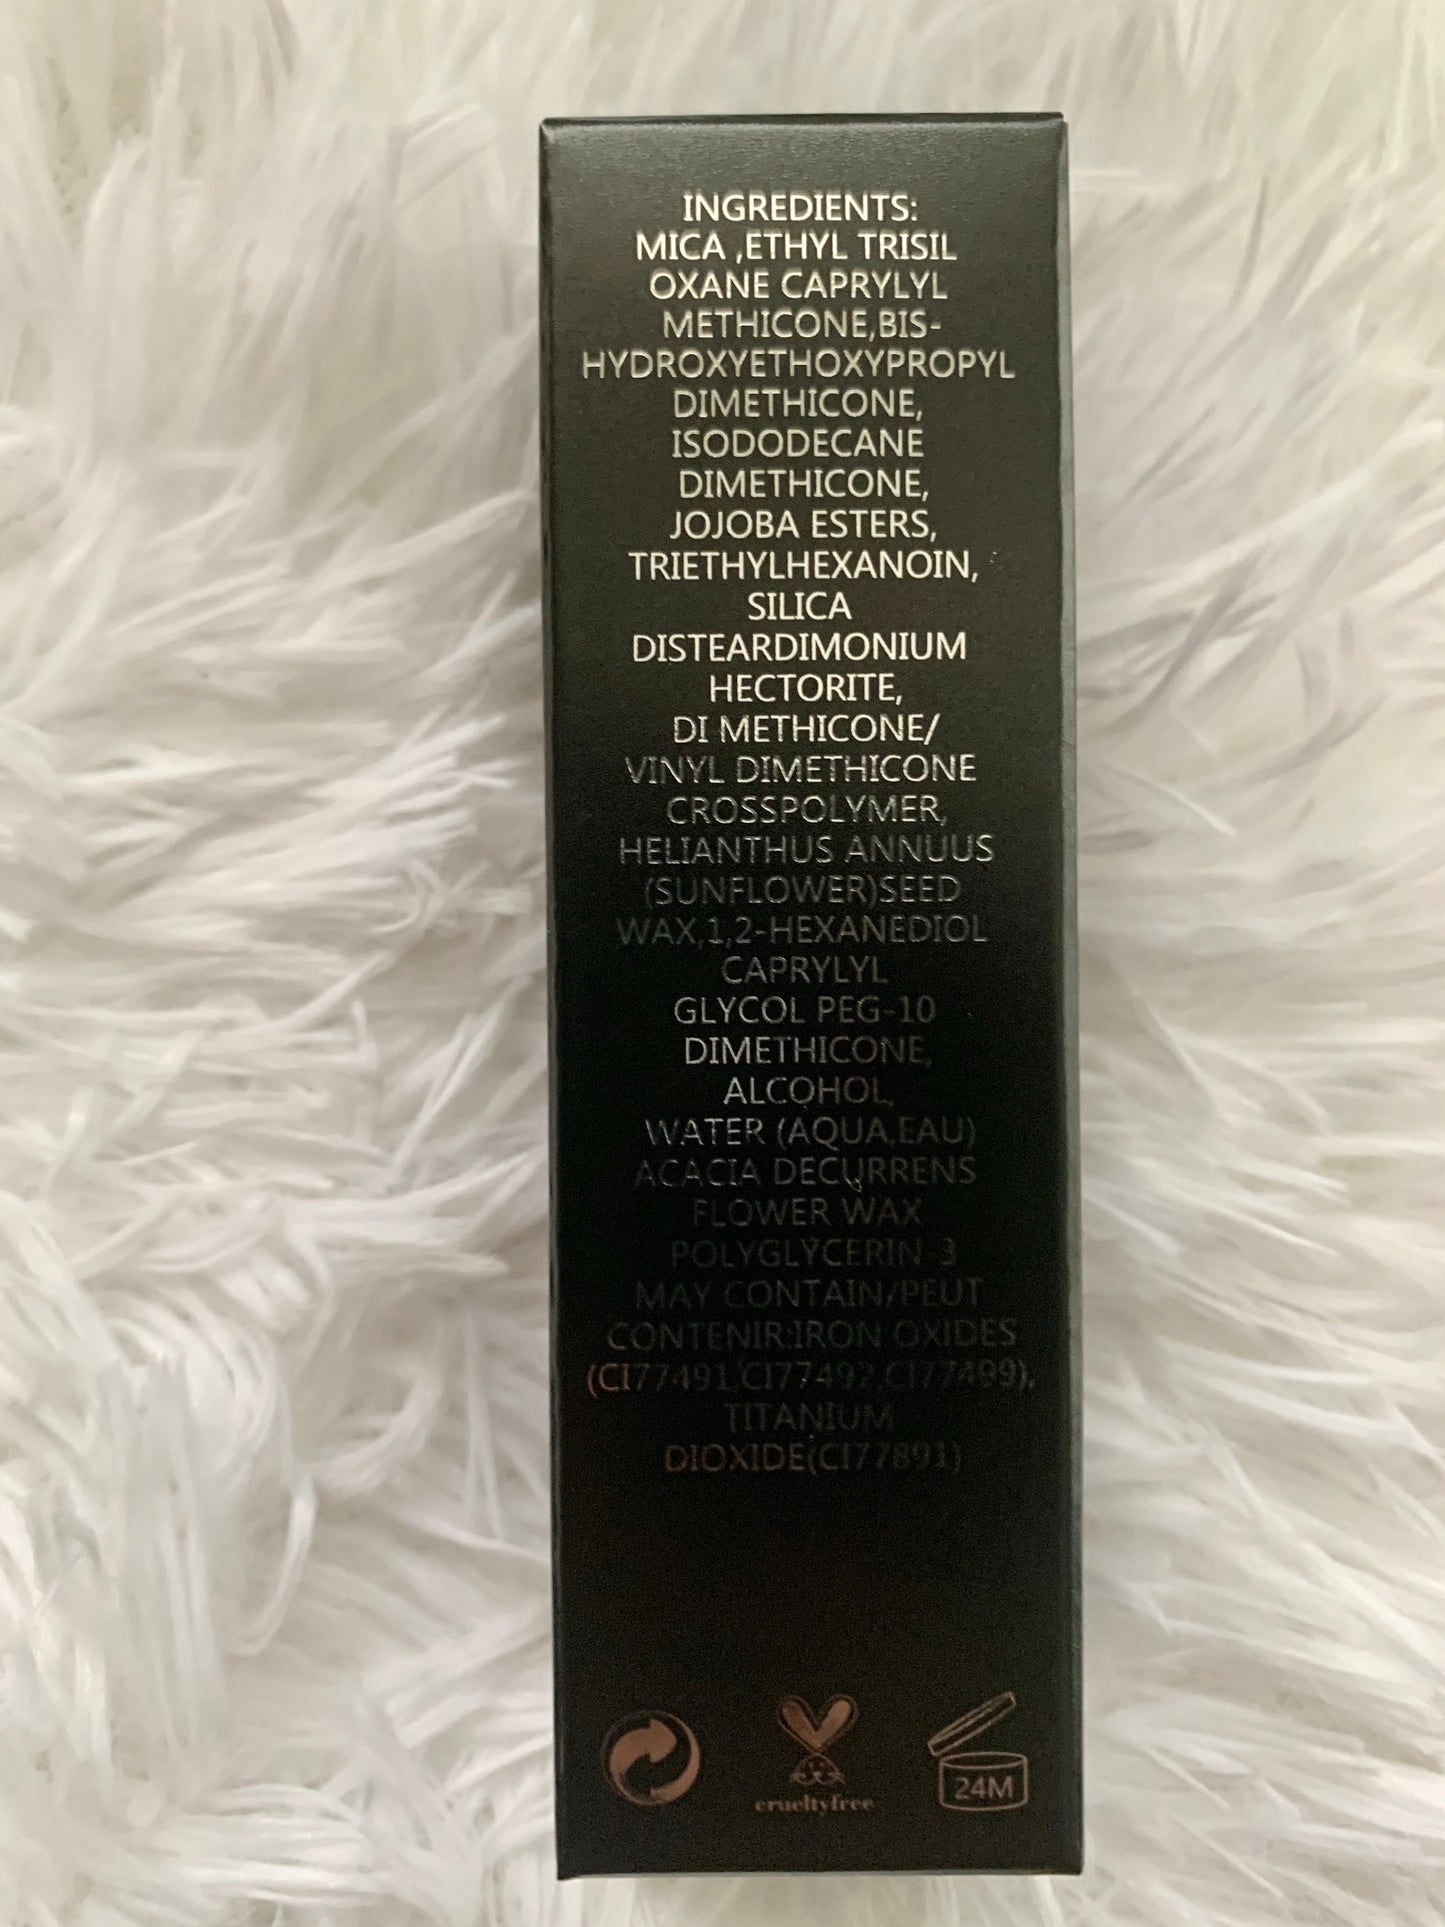 INGREDIENTS:
MICA ,ETHYL TRISIL
OXANE CAPRYLYL
METHICONE,BIS-
HYDROXYETHOXYPROPYL
DIMETHICONE,
ISODODECANE
DIMETHICONE,
JOJOBA ESTERS,
TRIETHYLHEXANOIN,
SILICA
DISTEARDIMONIUM
HECTORITE,
DI METHICONE/
VINYL DIMETHICONE
CROSSPOLYMER,
HELIANTHUS ANNUUS
(SUNFLOWER)SEED
WAX,1,2-HEXANEDIOL
CAPRYLYL
GLYCOL PEG-10
DIMETHICONE,
ALCOHOL,
WATER (AQUA,EAU)
ACACIA DECURRENS
FLOWER WAX
POLYGLYCERIN-3
MAY CONTAIN/PEUT
CONTENIR:IRON OXIDES
(CI77491,CI77492,CI77499),
TITANIUM
DIOXIDE(CI77891)
crueltyfree
24M